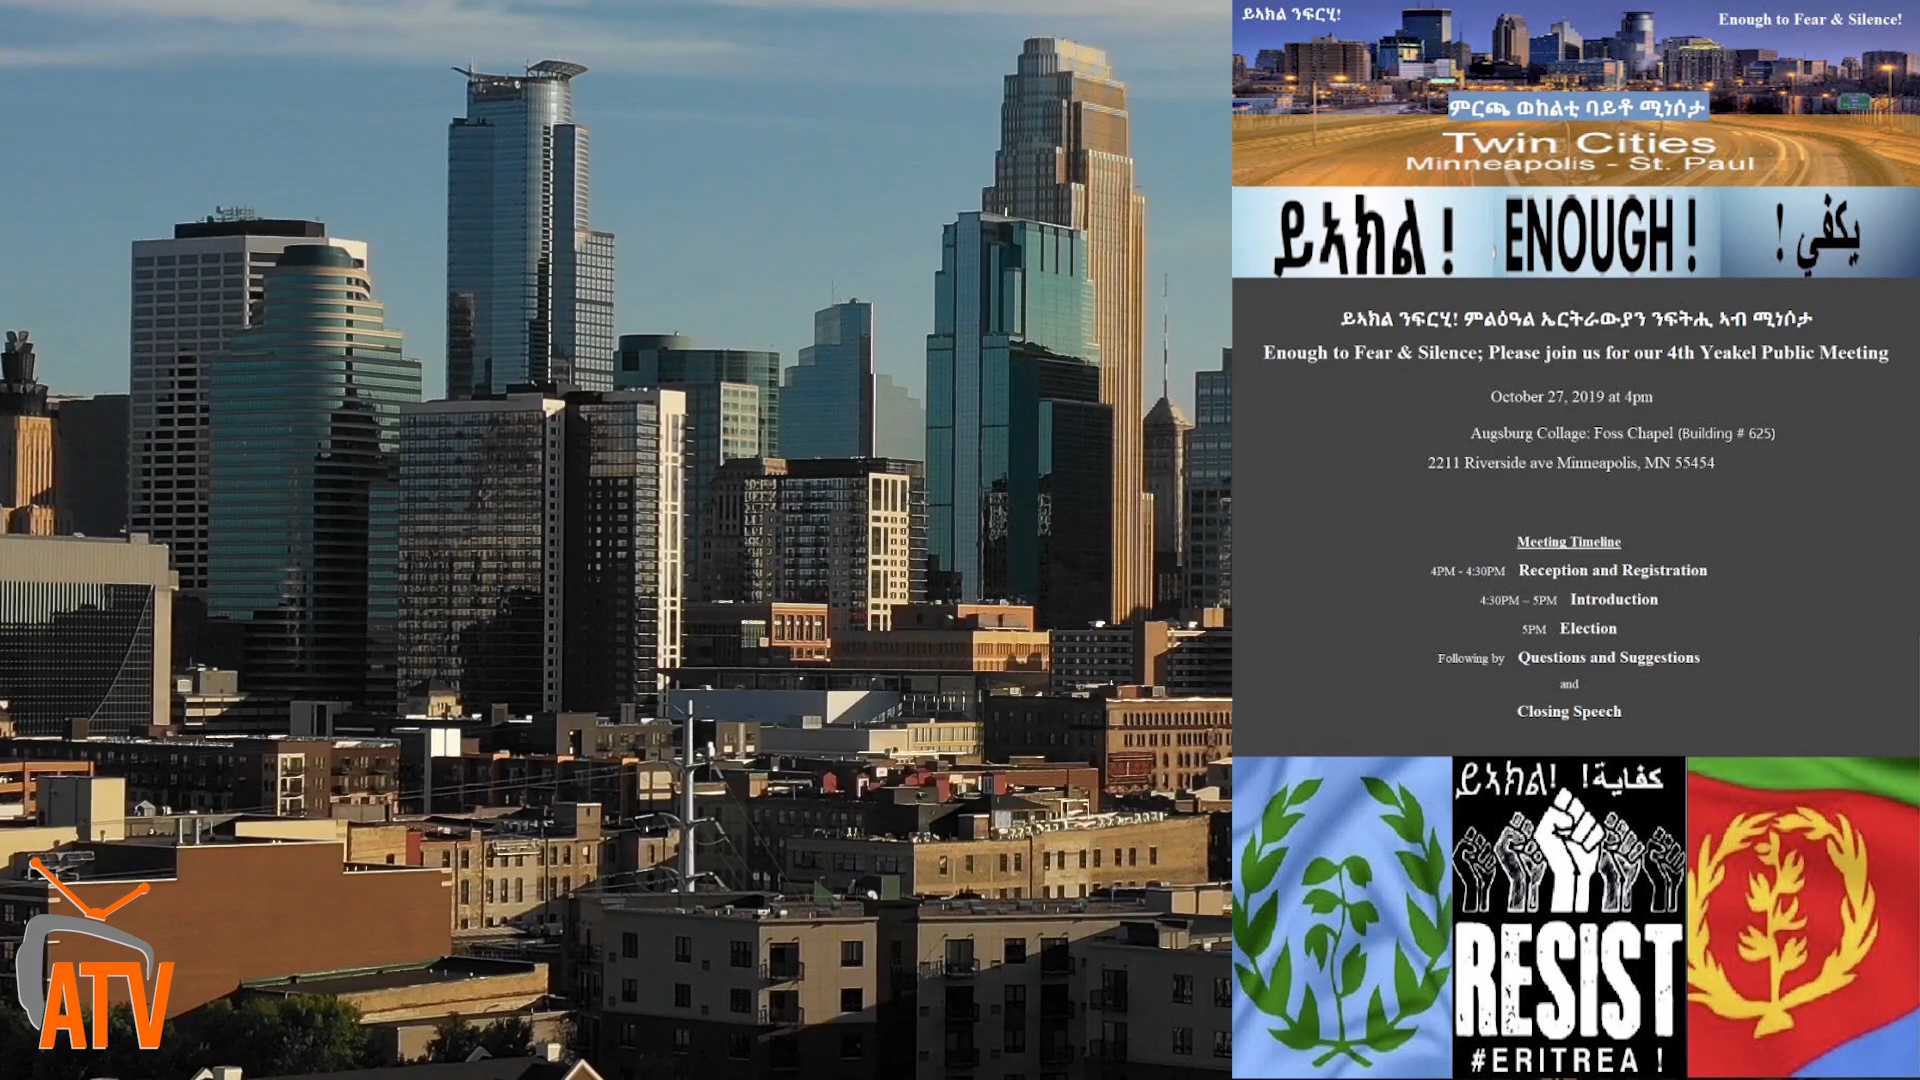 ATV
ይኣክል ንፍርሂ!
Enough to Fear & Silence!
ምርጫ ወከልቲ ባይቶ ሚነሶታ
Twin Cities
Minneapolis - St. Paul
ይኣክል! ENOUGH! يكفي!
ይኣክል ንፍርሂ! ምልዕዓል ኤርትራውያን ንፍትሒ ኣብ ሚነሶታ
Enough to Fear & Silence; Please join us for our 4th Yeakel Public Meeting
October 27, 2019 at 4pm
Augsburg Collage: Foss Chapel (Building # 625)
2211 Riverside ave Minneapolis, MN 55454
Meeting Timeline
4PM - 4:30PM Reception and Registration
4:30PM – 5PM Introduction
5PM Election
Following by Questions and Suggestions
and
Closing Speech
ይኣክል! كفاية!
RESIST
#ERITREA !